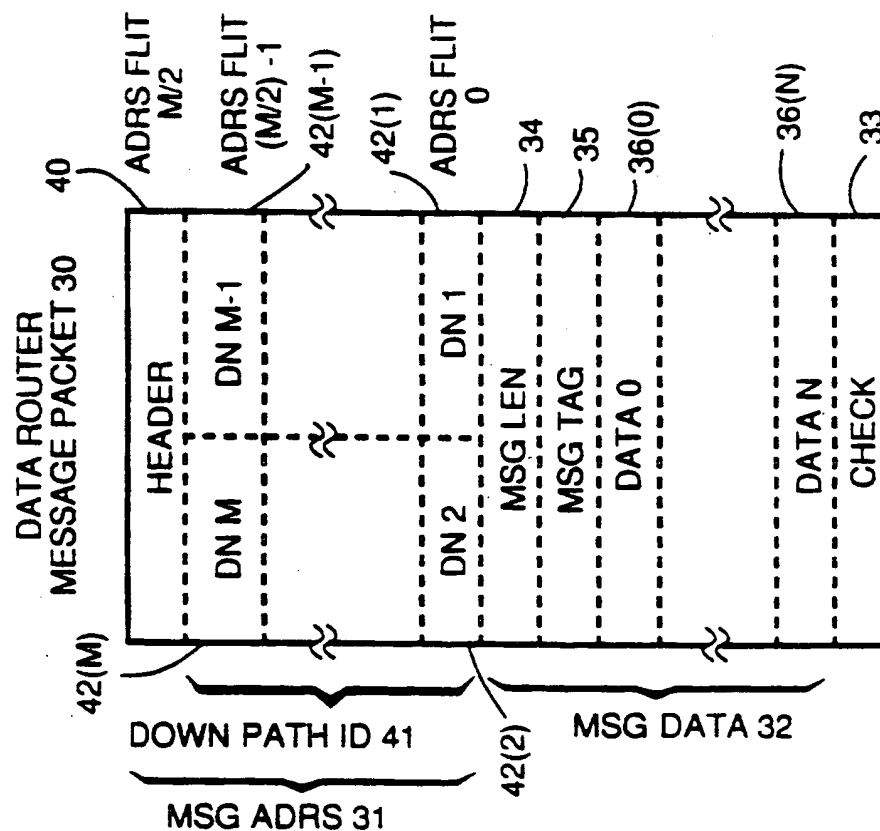 DATA ROUTER
MESSAGE PACKET 30
40
ADRS FLIT
M/2
HEADER
42(M)
DN M
DN M-1
ADRS FLIT
(M/2) -1
42(M-1)
42(1)
DN 2
DN 1
ADRS FLIT
0
42(2)
DOWN PATH ID 41
MSG ADRS 31
MSG LEN
34
MSG TAG
35
DATA 0
36(0)
MSG DATA 32
DATA N
36(N)
CHECK
33